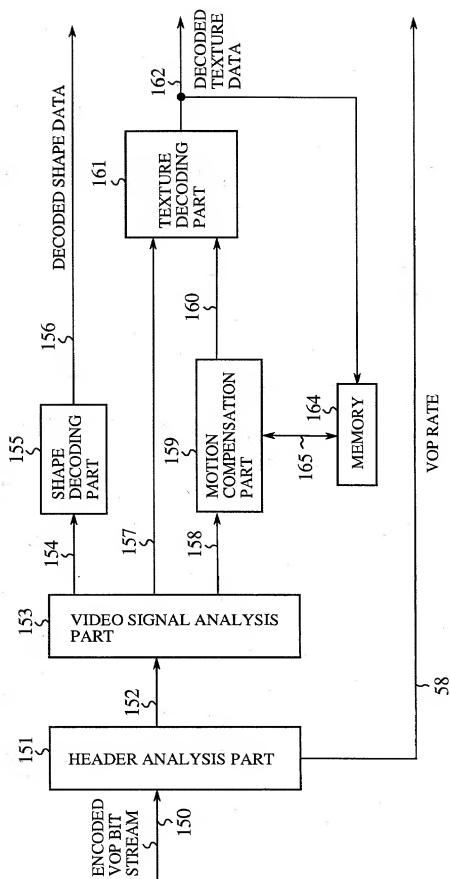 ENCODED
VOP BIT
STREAM
150
151
HEADER ANALYSIS PART
152
153
VIDEO SIGNAL ANALYSIS
PART
154
155
SHAPE
DECODING
PART
156
DECODED SHAPE DATA
157
158
159
MOTION
COMPENSATION
PART
160
161
TEXTURE
DECODING
PART
162
DECODED
TEXTURE
DATA
165
164
MEMORY
58
VOP RATE